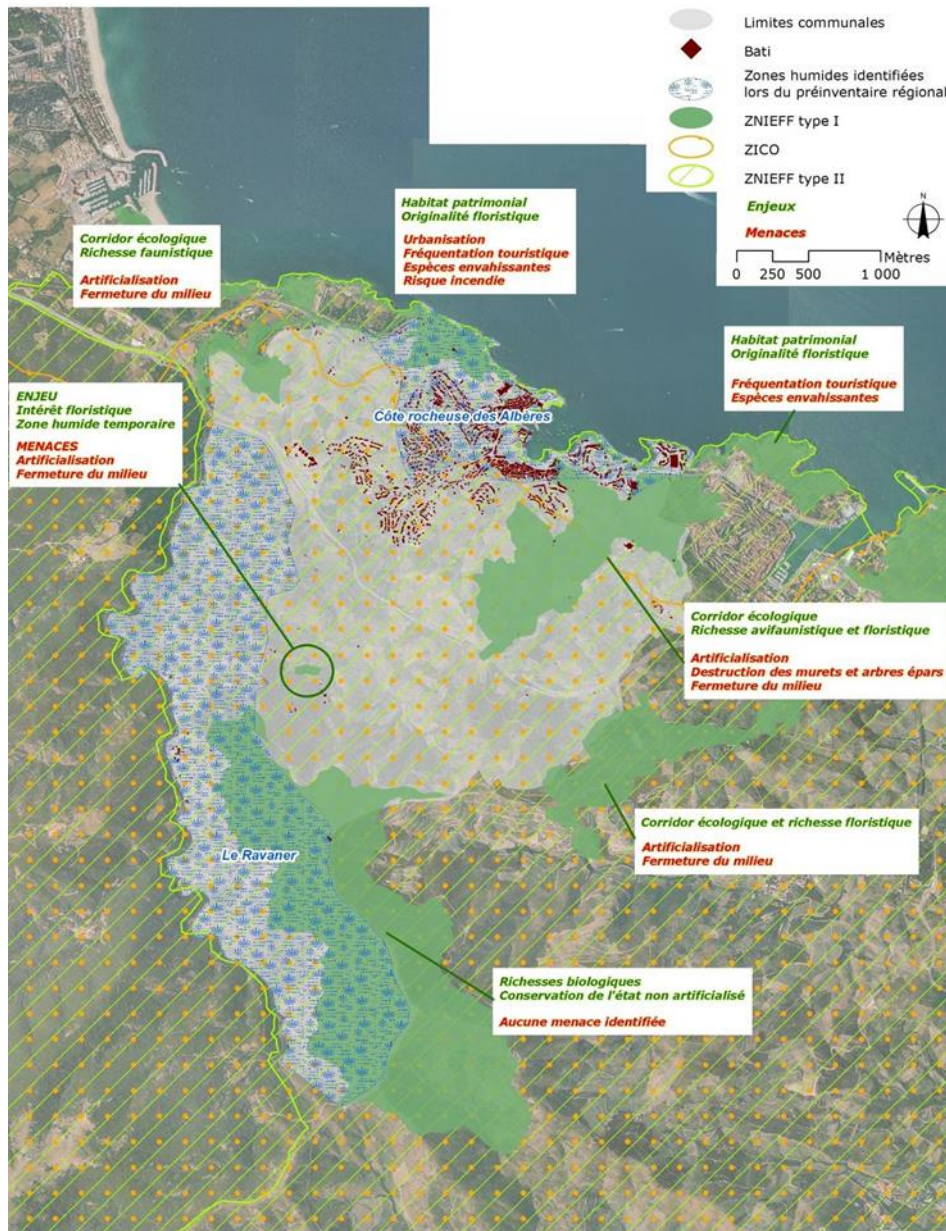 Limites communales
Bati
Zones humides identifiées
lors du préinventaire régional
ZNIEFF type I
ZICO
ZNIEFF type II
Enjeux
Menaces
N
Mètres
0 250 500 1 000
Habitat patrimonial
Originalité floristique
Urbanisation
Fréquentation touristique
Espèces envahissantes
Risque incendie
Corridor écologique
Richesse faunistique
Artificialisation
Fermeture du milieu
Habitat patrimonial
Originalité floristique
Fréquentation touristique
Espèces envahissantes
ENJEU
Intérêt floristique
Zone humide temporaire
MENACES
Artificialisation
Fermeture du milieu
Côte rocheuse des Albères
Corridor écologique
Richesse avifaunistique et floristique
Artificialisation
Destruction des murets et arbres épars
Fermeture du milieu
Corridor écologique et richesse floristique
Artificialisation
Fermeture du milieu
Le Ravaner
Richesses biologiques
Conservation de l'état non artificialisé
Aucune menace identifiée